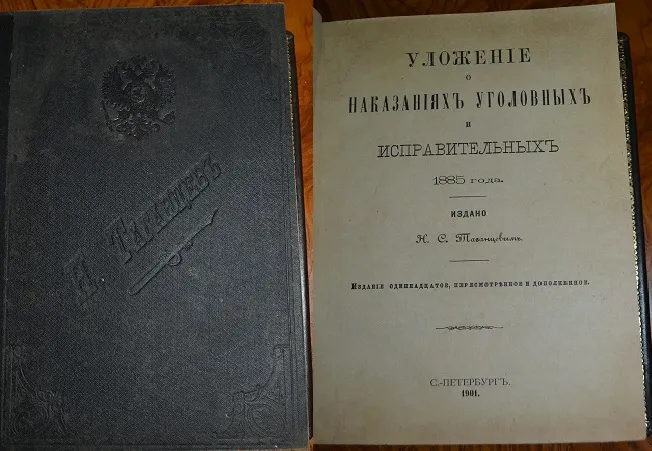 Н. Таганцевъ
УЛОЖЕНІЕ
О
НАКАЗАНІЯХЪ УГОЛОВНЫХЪ
И
ИСПРАВИТЕЛЬНЫХЪ
1885 года.
ИЗДАНО
Н. С. Таганцевымъ.
ИЗДАНІЕ ОДИННАДЦАТОЕ, ПЕРЕСМОТРѢННОЕ И ДОПОЛНЕННОЕ.
С.-ПЕТЕРБУРГЪ.
1901.